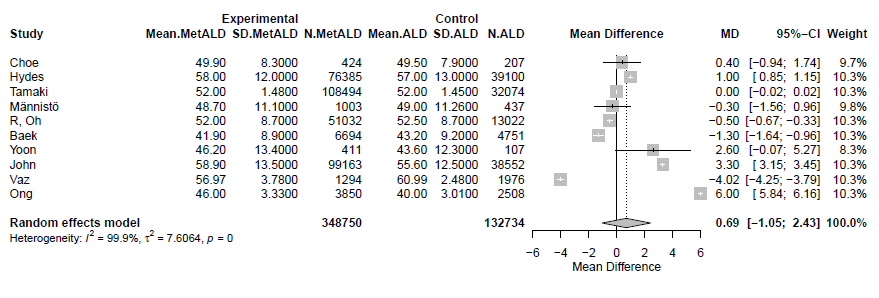 Experimental Control
Study Mean.MetALD SD.MetALD N.MetALD Mean.ALD SD.ALD N.ALD Mean Difference MD 95%−CI Weight
Choe 49.90 8.3000 424 49.50 7.9000 207 0.40 [−0.94; 1.74] 9.7%
Hydes 58.00 12.0000 76385 57.00 13.0000 39100 1.00 [ 0.85; 1.15] 10.3%
Tamaki 52.00 1.4800 108494 52.00 1.4500 32074 0.00 [−0.02; 0.02] 10.3%
Männistö 48.70 11.1000 1003 49.00 11.2600 437 −0.30 [−1.56; 0.96] 9.8%
R, Oh 52.00 8.7000 51032 52.50 8.7000 13022 −0.50 [−0.67; −0.33] 10.3%
Baek 41.90 8.9000 6694 43.20 9.2000 4751 −1.30 [−1.64; −0.96] 10.3%
Yoon 46.20 13.4000 411 43.60 12.3000 107 2.60 [−0.07; 5.27] 8.3%
John 58.90 13.5000 99163 55.60 12.5000 38552 3.30 [ 3.15; 3.45] 10.3%
Vaz 56.97 3.7800 1294 60.99 2.4800 1976 −4.02 [−4.25; −3.79] 10.3%
Ong 46.00 3.3300 3850 40.00 3.0100 2508 6.00 [ 5.84; 6.16] 10.3%
Random effects model 348750 132734 0.69 [−1.05; 2.43] 100.0%
Heterogeneity: I² = 99.9%, τ² = 7.6064, p = 0
−6 −4 −2 0 2 4 6
Mean Difference